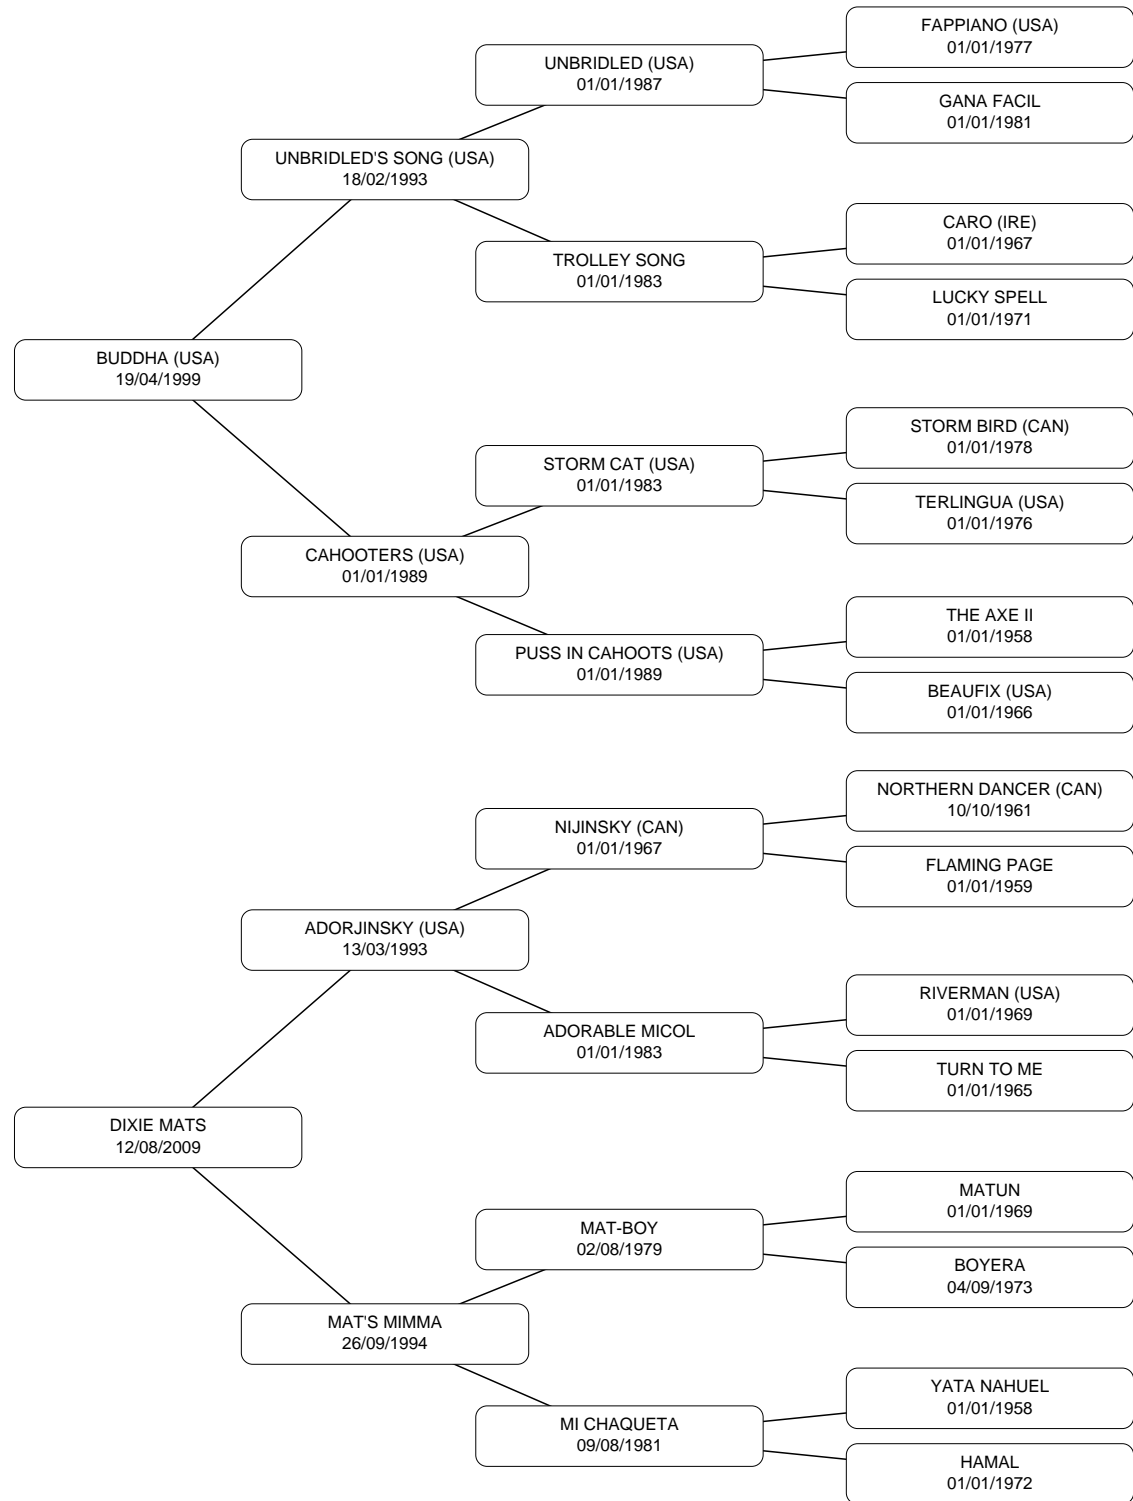 FAPPIANO (USA)
01/01/1977
UNBRIDLED (USA)
01/01/1987
GANA FACIL
01/01/1981
UNBRIDLED'S SONG (USA)
18/02/1993
CARO (IRE)
01/01/1967
TROLLEY SONG
01/01/1983
LUCKY SPELL
01/01/1971
BUDDHA (USA)
19/04/1999
STORM BIRD (CAN)
01/01/1978
STORM CAT (USA)
01/01/1983
TERLINGUA (USA)
01/01/1976
CAHOOTERS (USA)
01/01/1989
THE AXE II
01/01/1958
PUSS IN CAHOOTS (USA)
01/01/1989
BEAUFIX (USA)
01/01/1966
NORTHERN DANCER (CAN)
10/10/1961
NIJINSKY (CAN)
01/01/1967
FLAMING PAGE
01/01/1959
ADORJINSKY (USA)
13/03/1993
RIVERMAN (USA)
01/01/1969
ADORABLE MICOL
01/01/1983
TURN TO ME
01/01/1965
DIXIE MATS
12/08/2009
MATUN
01/01/1969
MAT-BOY
02/08/1979
BOYERA
04/09/1973
MAT'S MIMMA
26/09/1994
YATA NAHUEL
01/01/1958
MI CHAQUETA
09/08/1981
HAMAL
01/01/1972